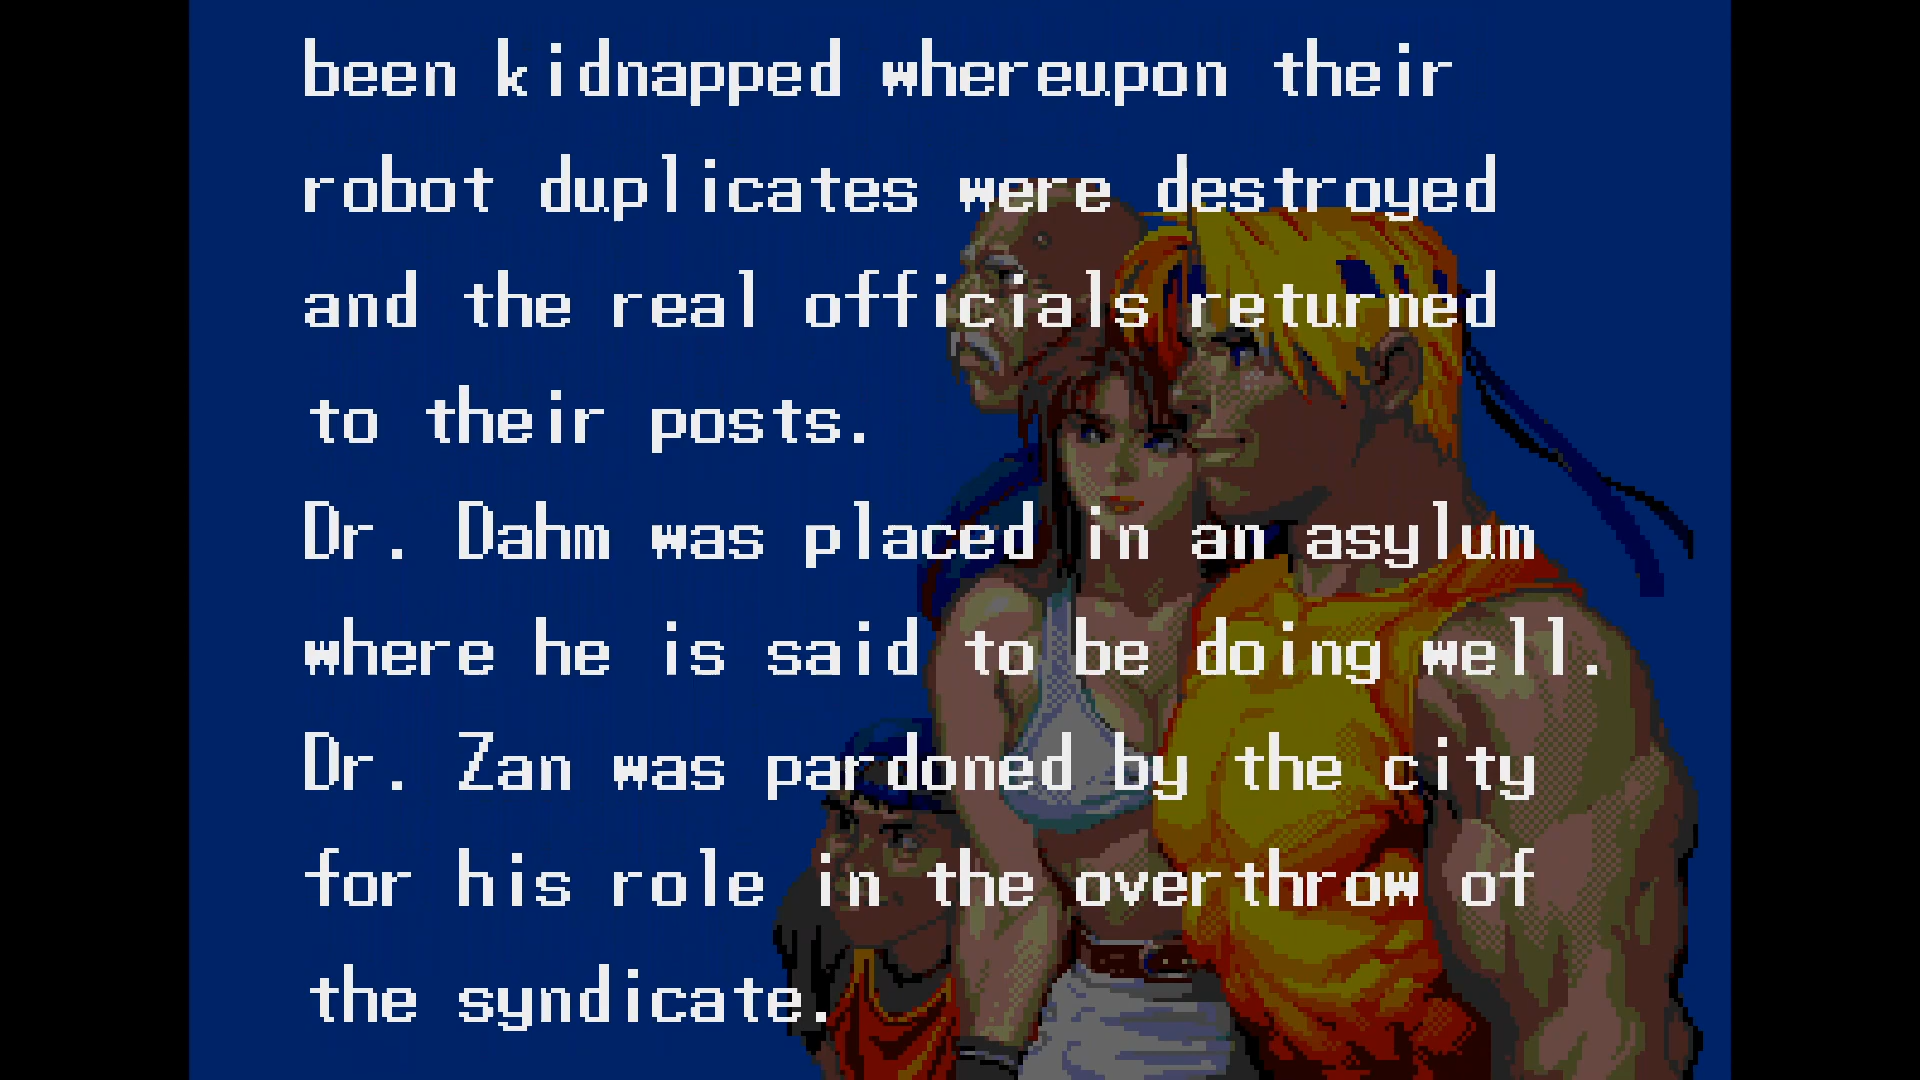 been kidnapped whereupon their
robot duplicates were destroyed
and the real officials returned
to their posts.
Dr. Dahm was placed in an asylum
where he is said to be doing well.
Dr. Zan was pardoned by the city
for his role in the overthrow of
the syndicate.